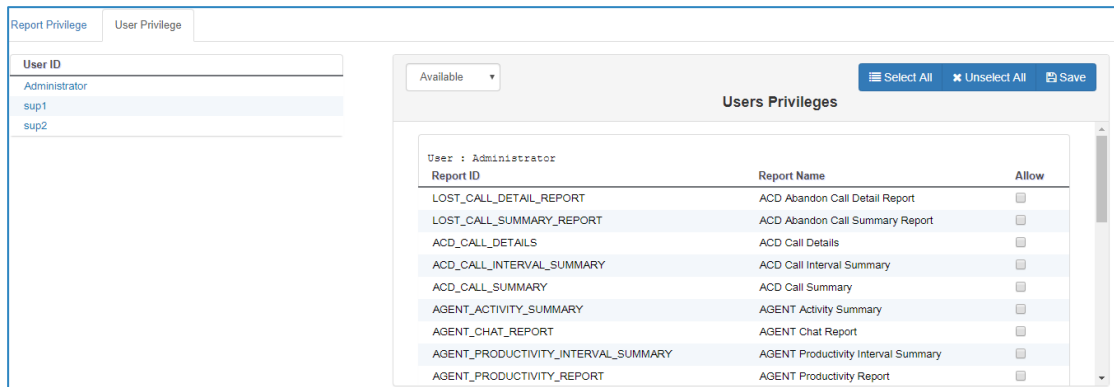 Report Privilege User Privilege
User ID
Administrator
sup1
sup2
Available Select All Unselect All Save
Users Privileges
User : Administrator
Report ID Report Name Allow
LOST_CALL_DETAIL_REPORT ACD Abandon Call Detail Report
LOST_CALL_SUMMARY_REPORT ACD Abandon Call Summary Report
ACD_CALL_DETAILS ACD Call Details
ACD_CALL_INTERVAL_SUMMARY ACD Call Interval Summary
ACD_CALL_SUMMARY ACD Call Summary
AGENT_ACTIVITY_SUMMARY AGENT Activity Summary
AGENT_CHAT_REPORT AGENT Chat Report
AGENT_PRODUCTIVITY_INTERVAL_SUMMARY AGENT Productivity Interval Summary
AGENT_PRODUCTIVITY_REPORT AGENT Productivity Report